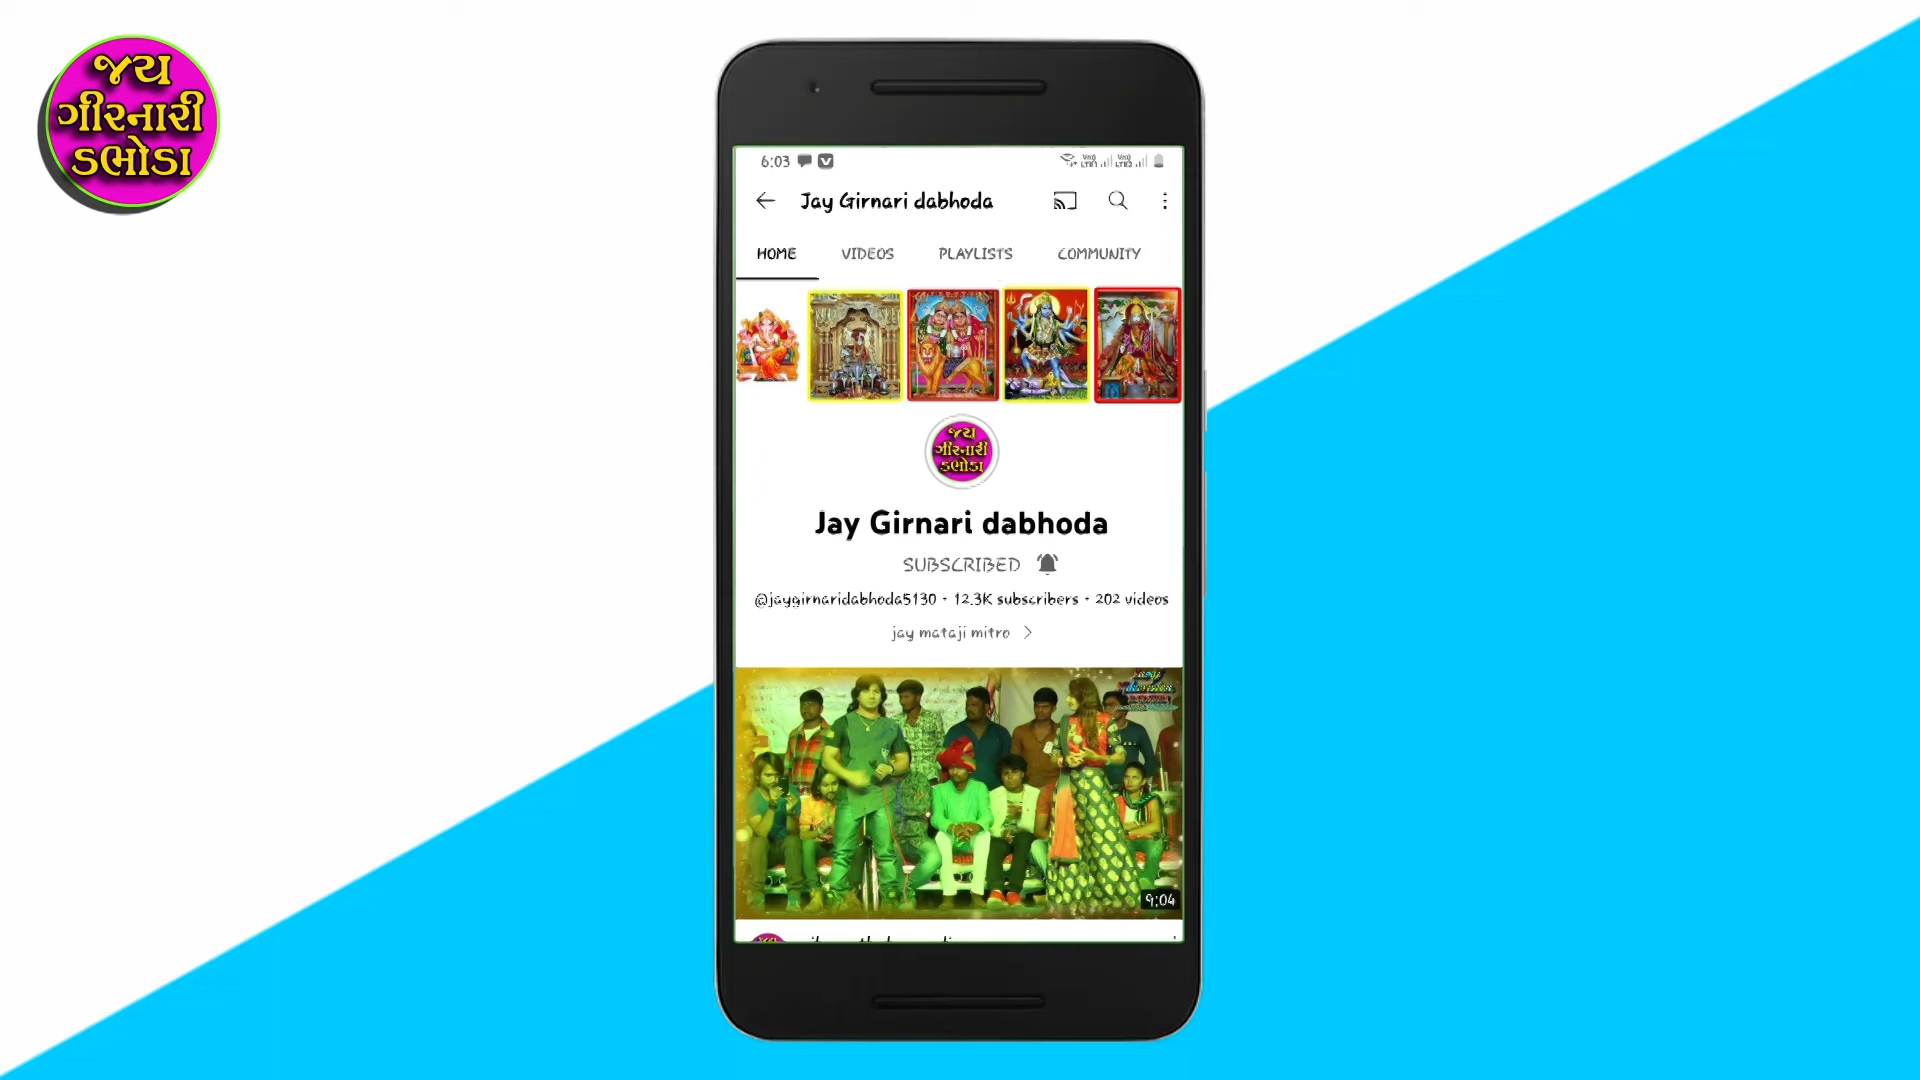 જય
ગીરનારી
ડભોડા
6:03
Jay Girnari dabhoda
HOME VIDEOS PLAYLISTS COMMUNITY
જય
ગીરનારી
ડભોડા
Jay Girnari dabhoda
SUBSCRIBED
@jaygirnaridabhoda5130 · 12.3K subscribers · 202 videos
jay mataji mitro
9:04